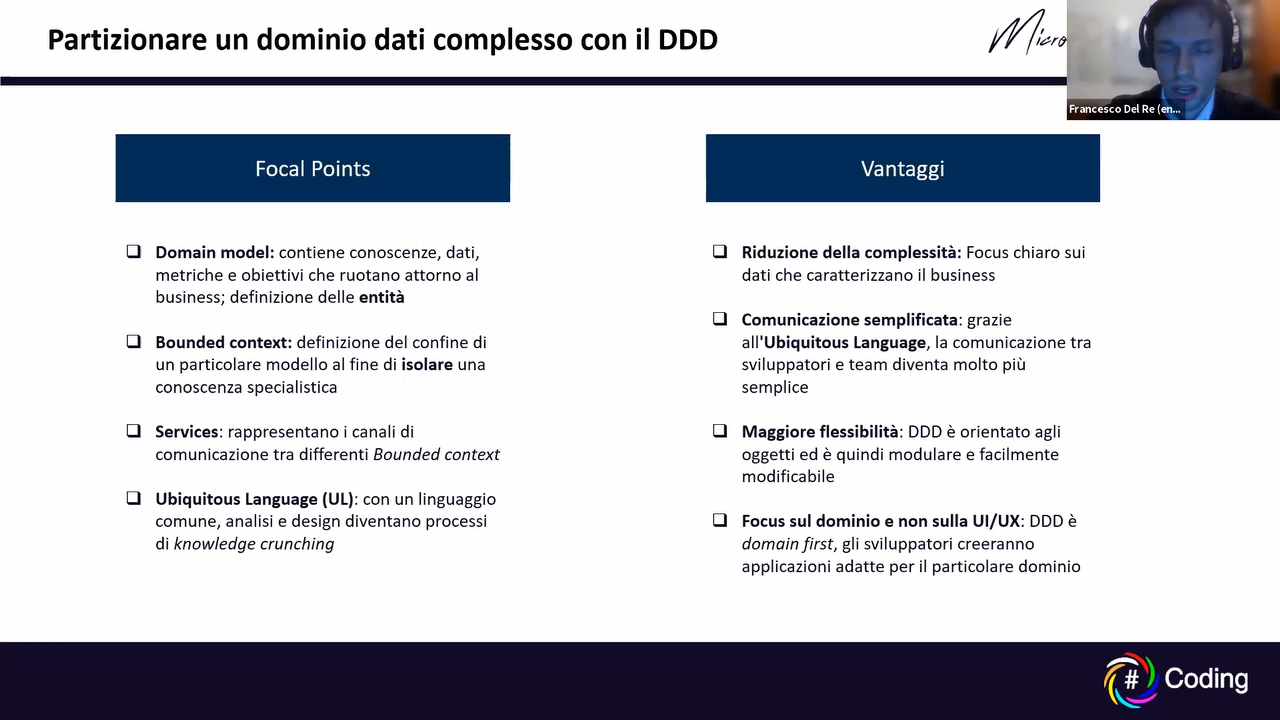 Partizionare un dominio dati complesso con il DDD
Micro
Francesco Del Re (en...
Focal Points
❑ Domain model: contiene conoscenze, dati,
metriche e obiettivi che ruotano attorno al
business; definizione delle entità
❑ Bounded context: definizione del confine di
un particolare modello al fine di isolare una
conoscenza specialistica
❑ Services: rappresentano i canali di
comunicazione tra differenti Bounded context
❑ Ubiquitous Language (UL): con un linguaggio
comune, analisi e design diventano processi
di knowledge crunching
Vantaggi
❑ Riduzione della complessità: Focus chiaro sui
dati che caratterizzano il business
❑ Comunicazione semplificata: grazie
all'Ubiquitous Language, la comunicazione tra
sviluppatori e team diventa molto più
semplice
❑ Maggiore flessibilità: DDD è orientato agli
oggetti ed è quindi modulare e facilmente
modificabile
❑ Focus sul dominio e non sulla UI/UX: DDD è
domain first, gli sviluppatori creeranno
applicazioni adatte per il particolare dominio
# Coding